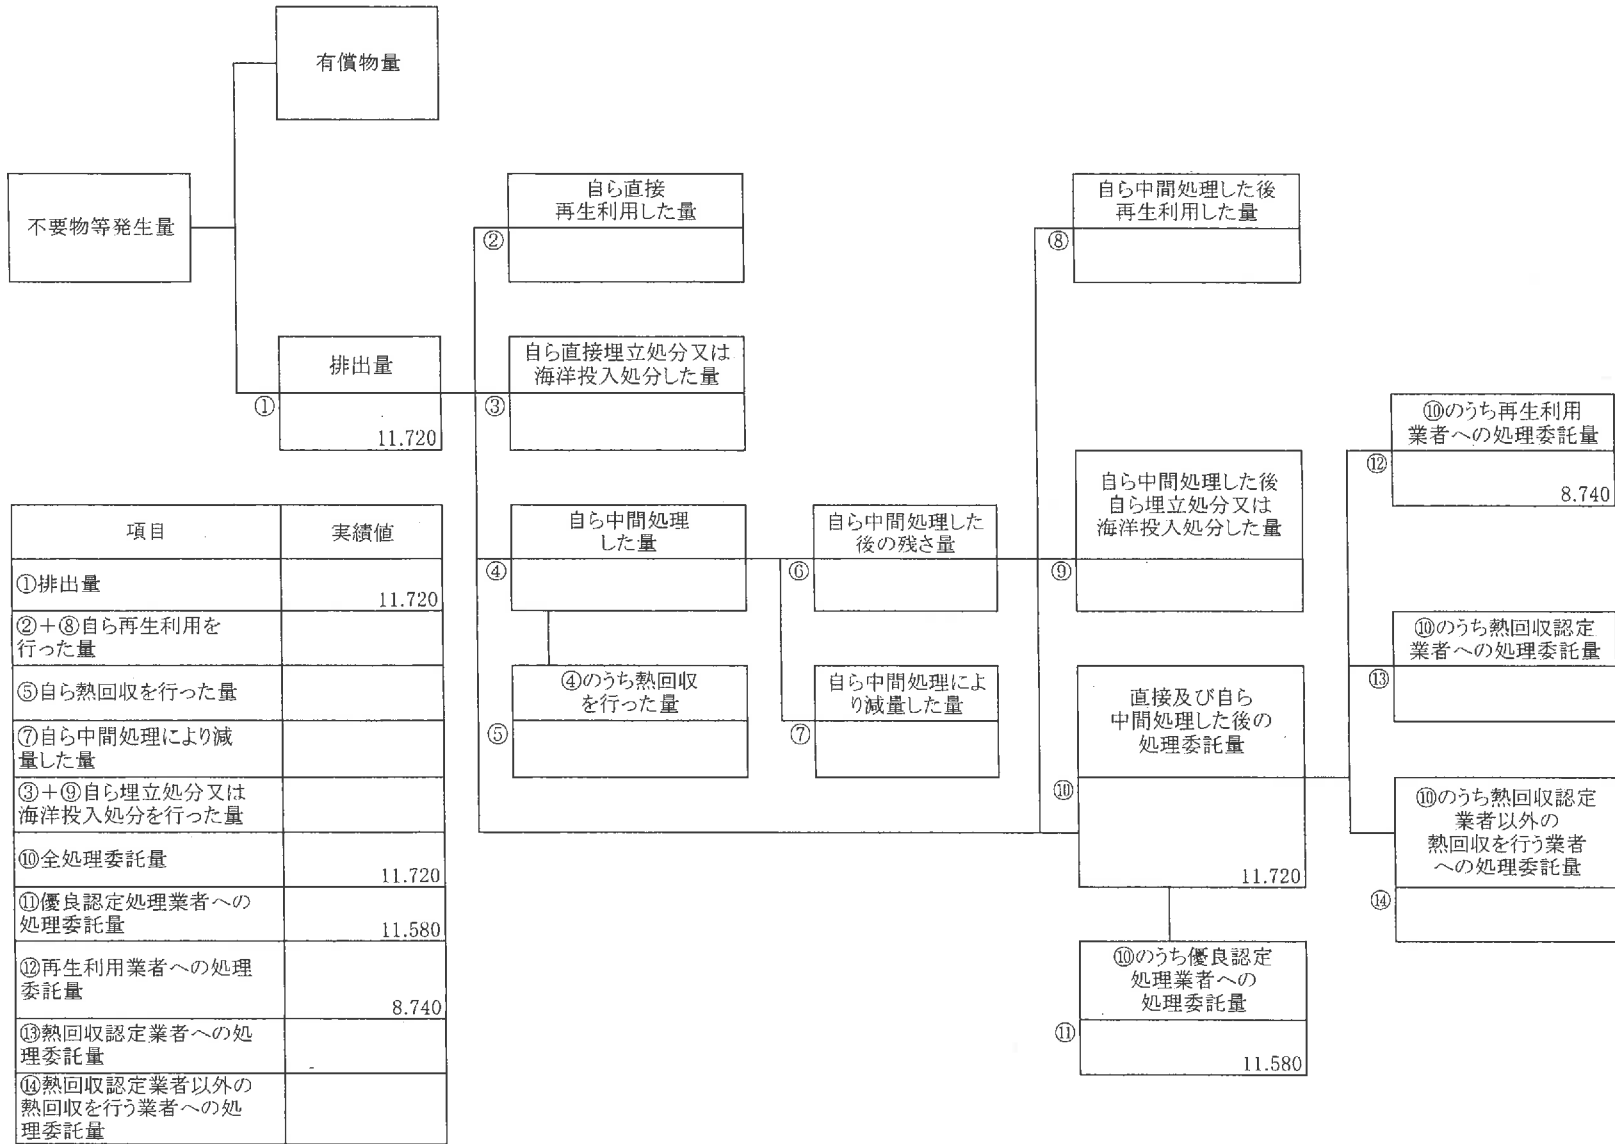 有償物量
不要物等発生量
自ら直接
再生利用した量
②
自ら中間処理した後
再生利用した量
⑧
排出量
①
11.720
自ら直接埋立処分又は
海洋投入処分した量
③
⑩のうち再生利用
業者への処理委託量
⑫
8.740
自ら中間処理
した量
④
自ら中間処理した
後の残さ量
⑥
自ら中間処理した後
自ら埋立処分又は
海洋投入処分した量
⑨
④のうち熱回収
を行った量
⑤
自ら中間処理によ
り減量した量
⑦
直接及び自ら
中間処理した後の
処理委託量
⑩
11.720
⑩のうち熱回収認定
業者への処理委託量
⑬
⑩のうち熱回収認定
業者以外の
熱回収を行う業者
への処理委託量
⑭
⑩のうち優良認定
処理業者への
処理委託量
⑪
11.580
項目 実績値
①排出量
11.720
②+⑧自ら再生利用を
行った量
⑤自ら熱回収を行った量
⑦自ら中間処理により減
量した量
③+⑨自ら埋立処分又は
海洋投入処分を行った量
⑩全処理委託量
11.720
⑪優良認定処理業者への
処理委託量
11.580
⑫再生利用業者への処理
委託量
8.740
⑬熱回収認定業者への処
理委託量
⑭熱回収認定業者以外の
熱回収を行う業者への処
理委託量